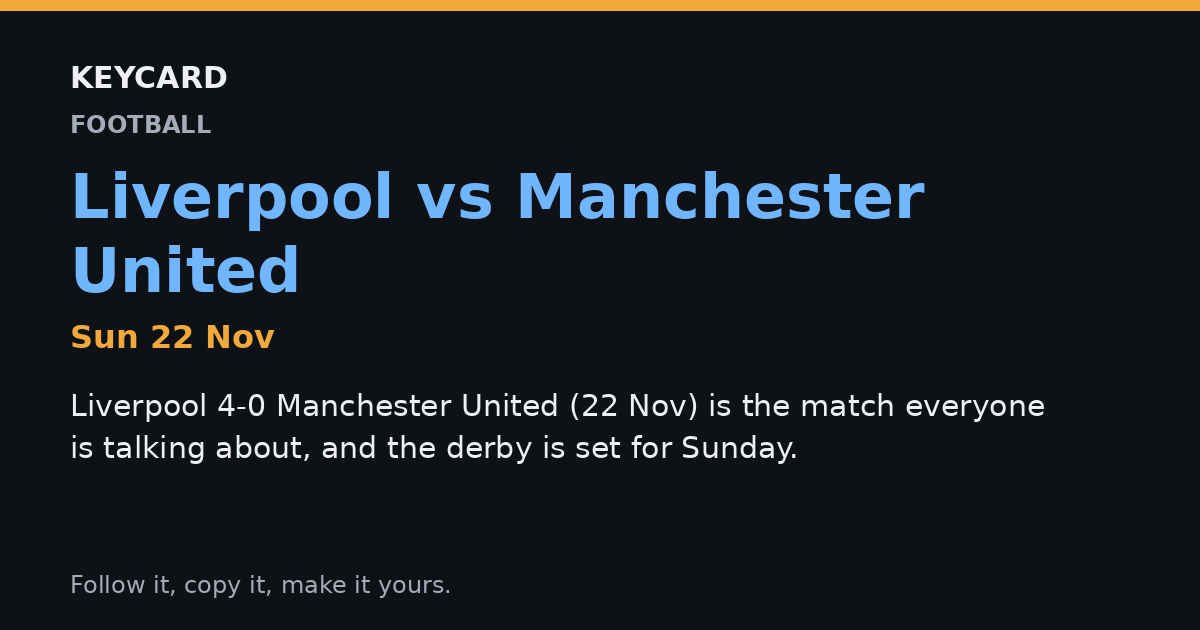 KEYCARD
FOOTBALL
Liverpool vs Manchester
United
Sun 22 Nov
Liverpool 4-0 Manchester United (22 Nov) is the match everyone
is talking about, and the derby is set for Sunday.
Follow it, copy it, make it yours.